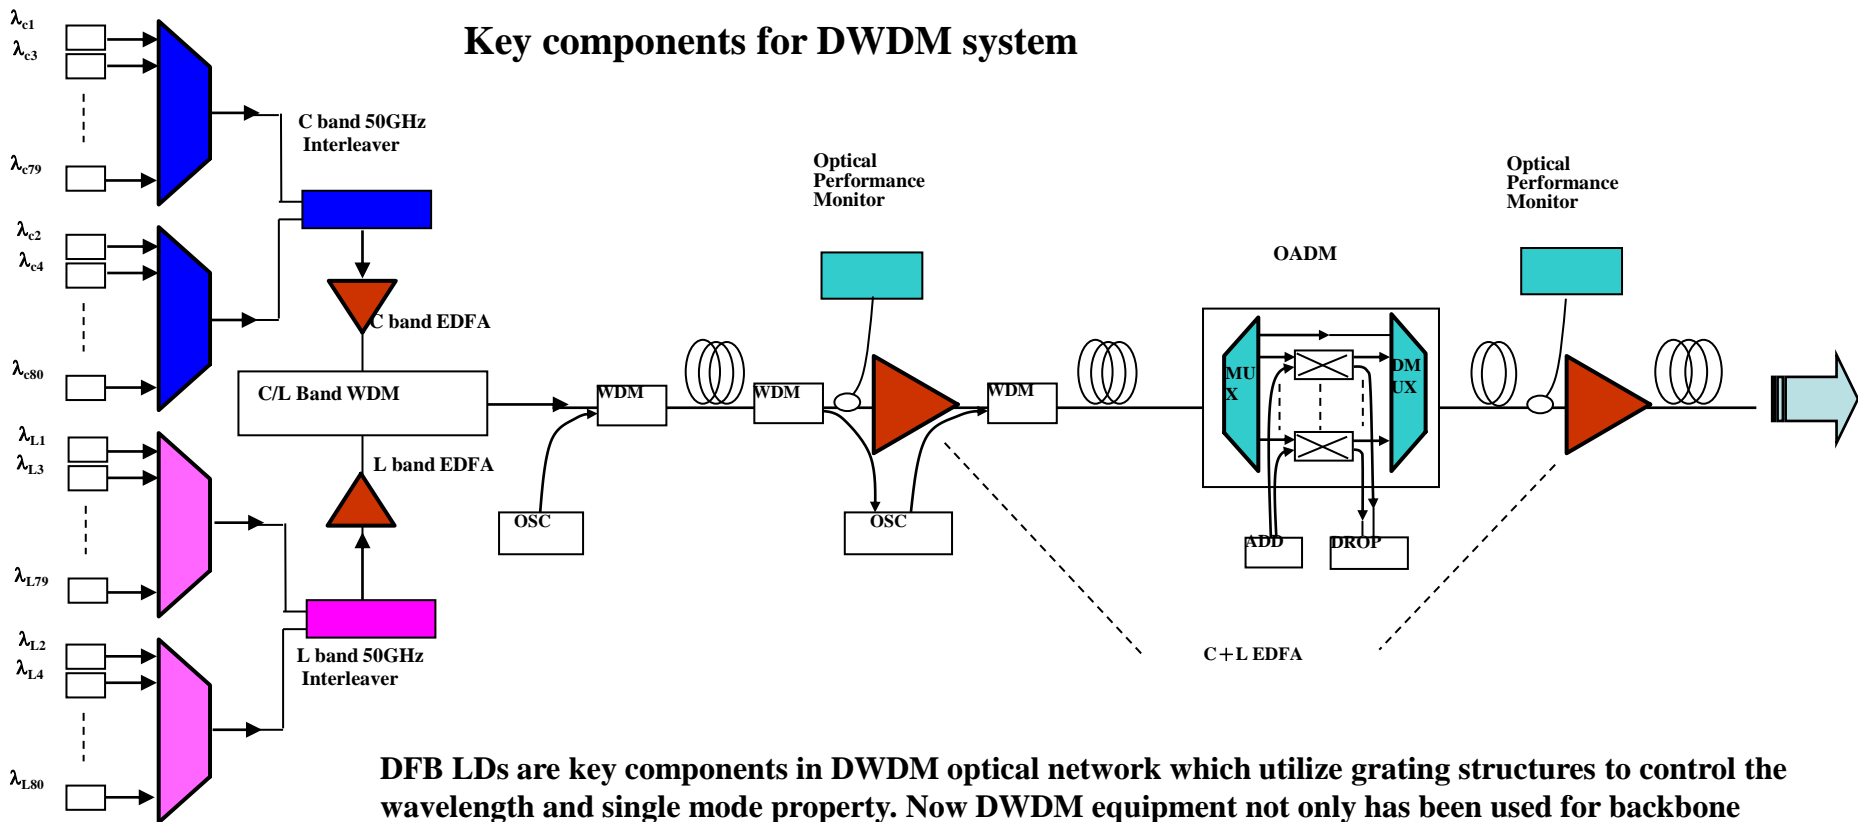 Key components for DWDM system
λc1
λc3
λc79
λc2
λc4
λc80
λL1
λL3
λL79
λL2
λL4
λL80
C band 50GHz
Interleaver
C band EDFA
C/L Band WDM
L band EDFA
L band 50GHz
Interleaver
WDM
OSC
WDM
Optical
Performance
Monitor
OSC
WDM
OADM
MU
X
DM
UX
ADD
DROP
Optical
Performance
Monitor
C+L EDFA
DFB LDs are key components in DWDM optical network which utilize grating structures to control the
wavelength and single mode property. Now DWDM equipment not only has been used for backbone